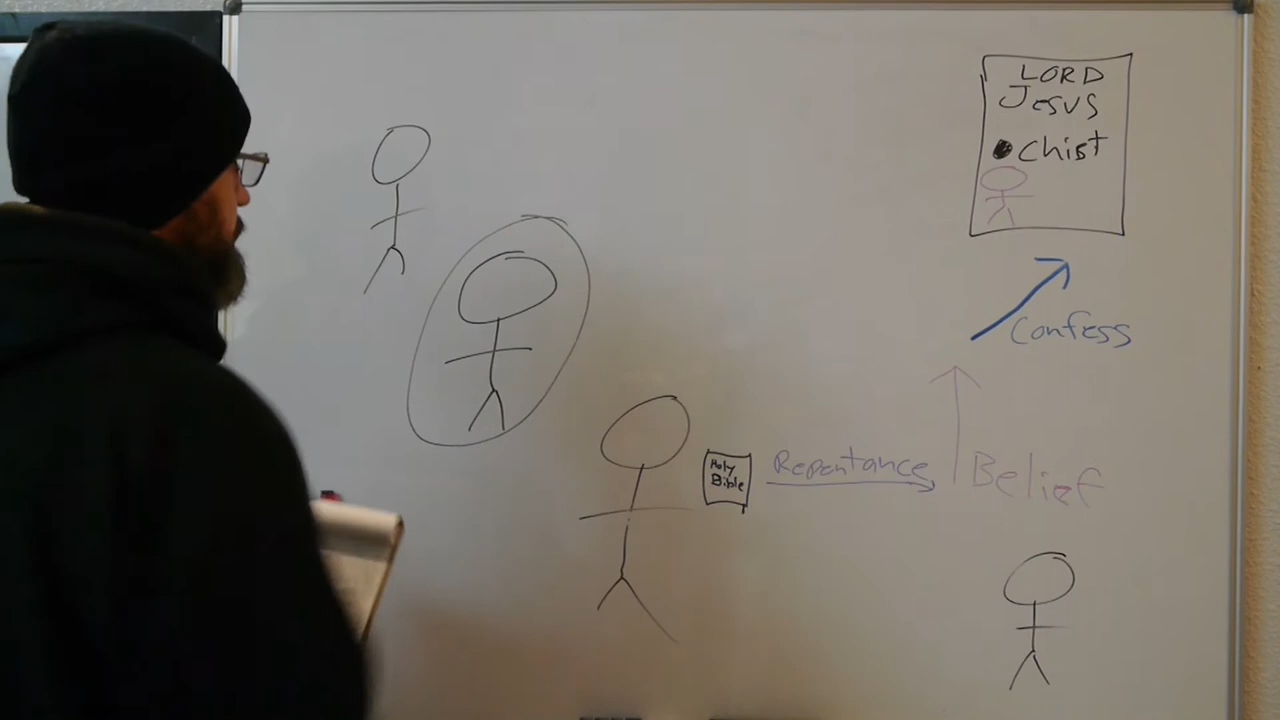 LORD
Jesus
Chist
Confess
Holy
Bible
Repentance
Belief